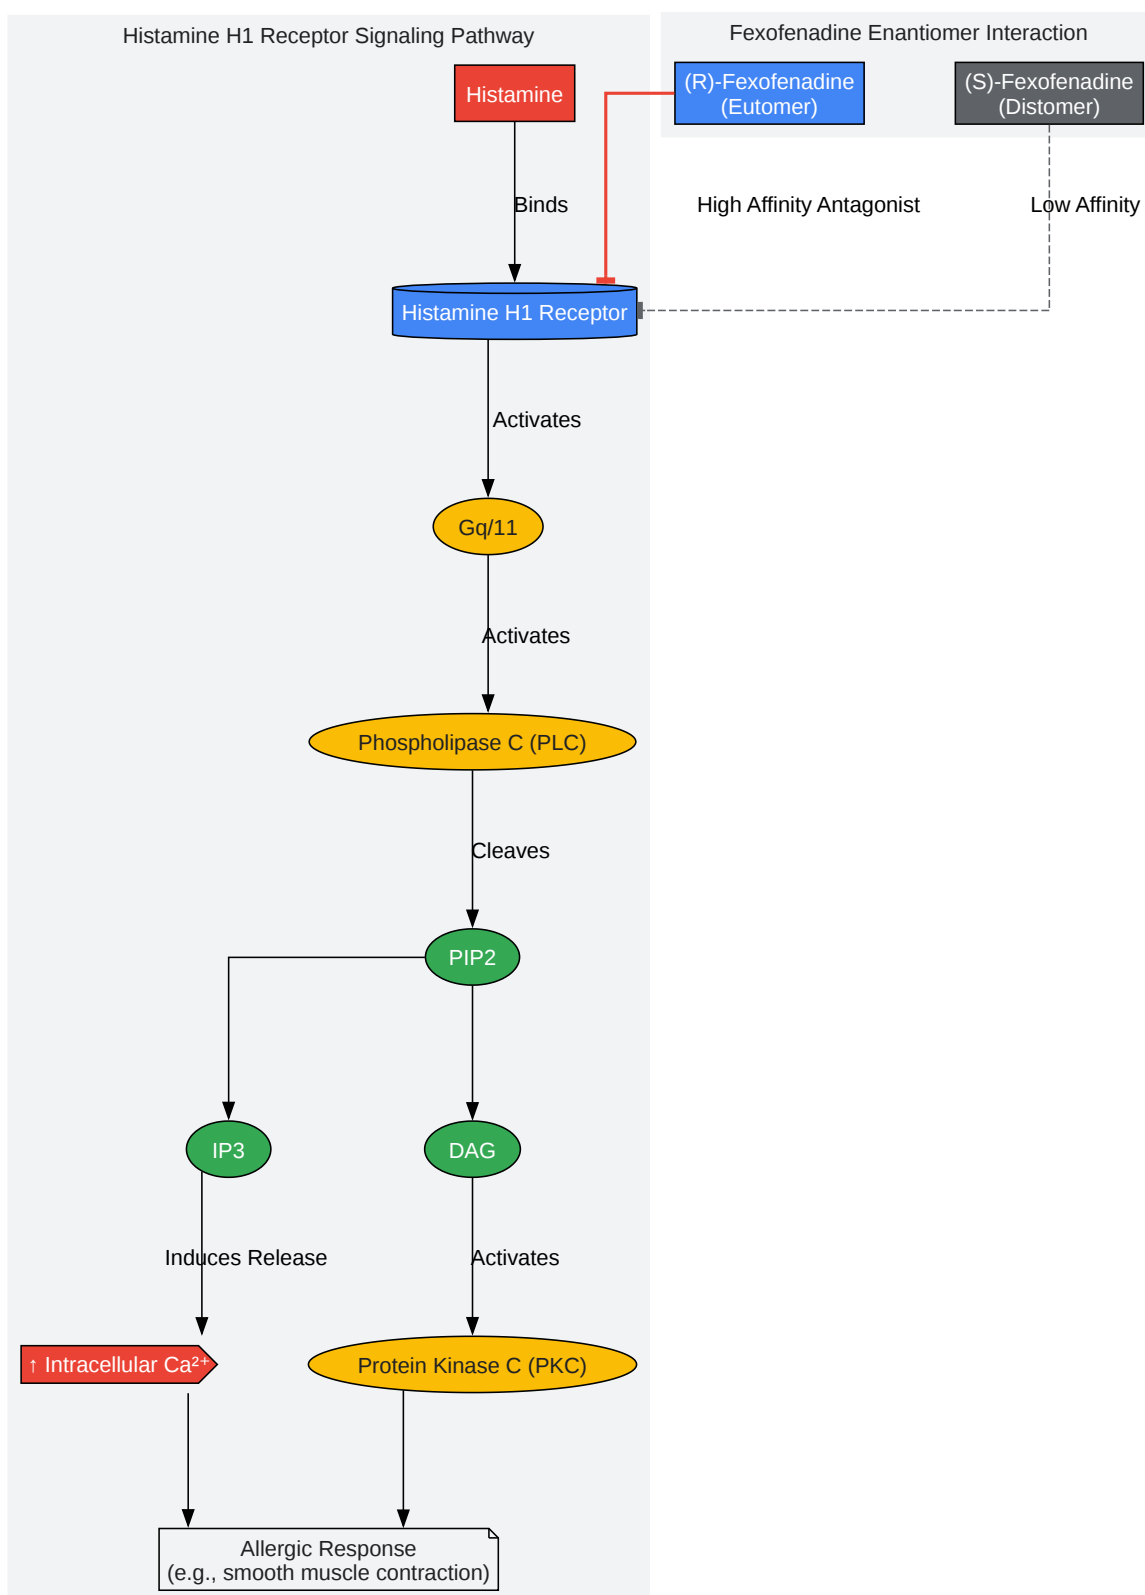 Histamine H1 Receptor Signaling Pathway
Fexofenadine Enantiomer Interaction
Histamine
(R)-Fexofenadine
(Eutomer)
(S)-Fexofenadine
(Distomer)
Binds
High Affinity Antagonist
Low Affinity
Histamine H1 Receptor
Activates
Gq/11
Activates
Phospholipase C (PLC)
Cleaves
PIP2
IP3
DAG
Induces Release
Activates
↑ Intracellular Ca²⁺
Protein Kinase C (PKC)
Allergic Response
(e.g., smooth muscle contraction)